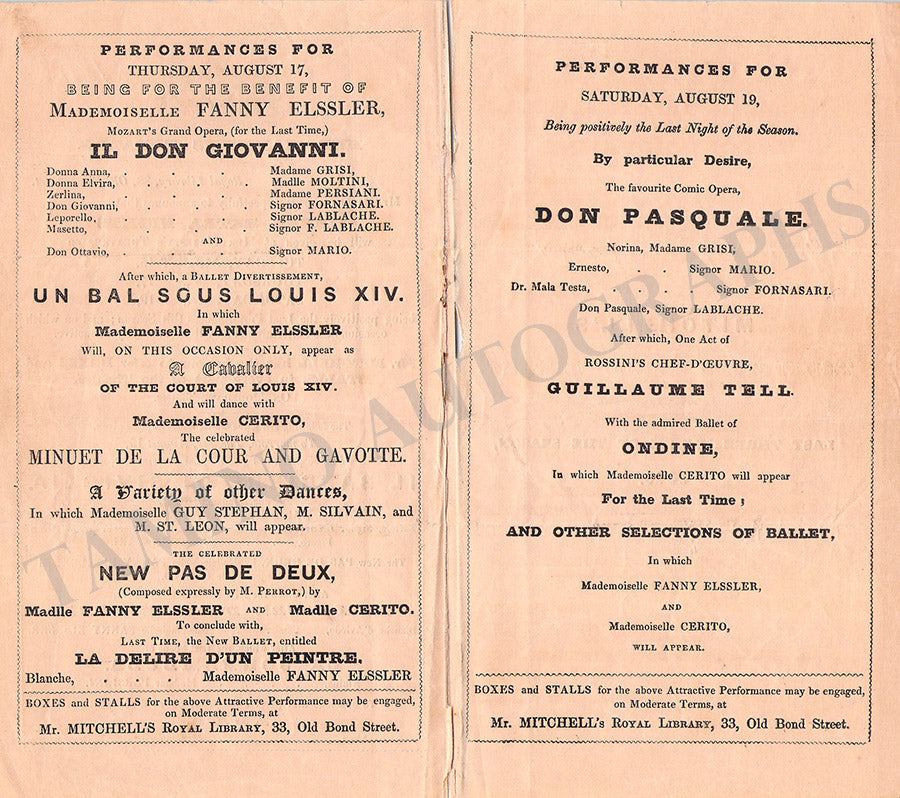 PERFORMANCES FOR
THURSDAY, AUGUST 17,
BEING FOR THE BENEFIT OF
MADEMOISELLE FANNY ELSSLER,
MOZART'S GRAND OPERA, (for the Last Time,)
IL DON GIOVANNI.
Donna Anna, . . . . Madame GRISI,
Donna Elvira, . . . . Madlle MOLTINI,
Zerlina, . . . . Madame PERSIANI.
Don Giovanni, . . . . Signor FORNASARI.
Leporello, . . . . Signor LABLACHE.
Masetto, . . . . Signor F. LABLACHE.
AND
Don Ottavio, . . . . Signor MARIO.
After which, a BALLET DIVERTISSEMENT,
UN BAL SOUS LOUIS XIV.
In which
Mademoiselle FANNY ELSSLER
Will, ON THIS OCCASION ONLY, appear as
A Cavalier
OF THE COURT OF LOUIS XIV.
And will dance with
Mademoiselle CERITO,
The celebrated
MINUET DE LA COUR AND GAVOTTE.
A Variety of other Dances,
In which Mademoiselle GUY STEPHAN, M. SILVAIN, and
M. ST. LEON, will appear.
THE CELEBRATED
NEW PAS DE DEUX,
(Composed expressly by M. PERROT,) by
Madlle FANNY ELSSLER AND Madlle CERITO.
To conclude with,
LAST TIME, the New BALLET, entitled
LA DELIRE D'UN PEINTRE.
Blanche, . . . Mademoiselle FANNY ELSSLER
BOXES and STALLS for the above Attractive Performance may be engaged,
on Moderate Terms, at
Mr. MITCHELL's ROYAL LIBRARY, 33, Old Bond Street.
PERFORMANCES FOR
SATURDAY, AUGUST 19,
Being positively the Last Night of the Season.
By particular Desire,
The favourite Comic Opera,
DON PASQUALE.
Norina, Madame GRISI,
Ernesto, . . Signor MARIO.
Dr. Mala Testa, . . . . Signor FORNASARI.
Don Pasquale, Signor LABLACHE.
After which, One Act of
ROSSINI'S CHEF-D'ŒUVRE,
GUILLAUME TELL.
With the admired Ballet of
ONDINE,
In which Mademoiselle CERITO will appear
For the Last Time;
AND OTHER SELECTIONS OF BALLET,
In which
Mademoiselle FANNY ELSSLER,
AND
Mademoiselle CERITO,
WILL APPEAR.
BOXES and STALLS for the above Attractive Performance may be engaged,
on Moderate Terms, at
Mr. MITCHELL's ROYAL LIBRARY, 33, Old Bond Street.
TAMINO AUTOGRAPHS